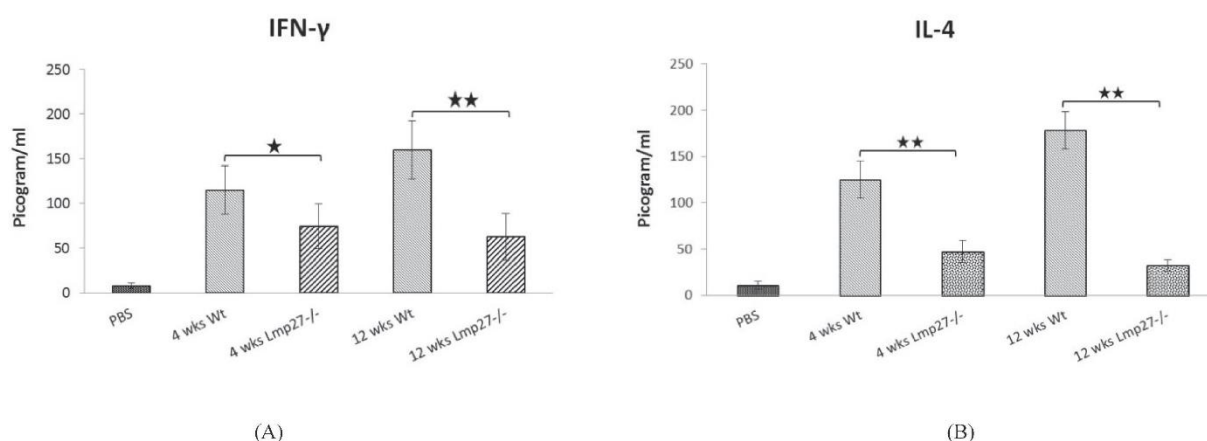 IFN-γ
250
200
150
100
50
0
Picogram/ml
★
★★
PBS
4 wks Wt
4 wks Lmp27-/-
12 wks Wt
12 wks Lmp27-/-
(A)
IL-4
250
200
150
100
50
0
Picogram/ml
★★
★★
PBS
4 wks Wt
4 wks Lmp27-/-
12 wks Wt
12 wks Lmp27-/-
(B)